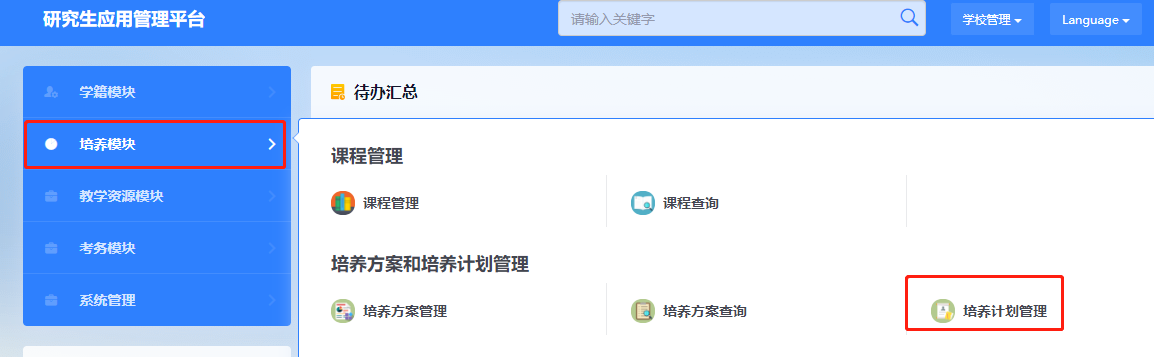 研究生应用管理平台
请输入关键字
学校管理
Language
学籍模块
培养模块
教学资源模块
考务模块
系统管理
待办汇总
课程管理
课程管理
课程查询
培养方案和培养计划管理
培养方案管理
培养方案查询
培养计划管理